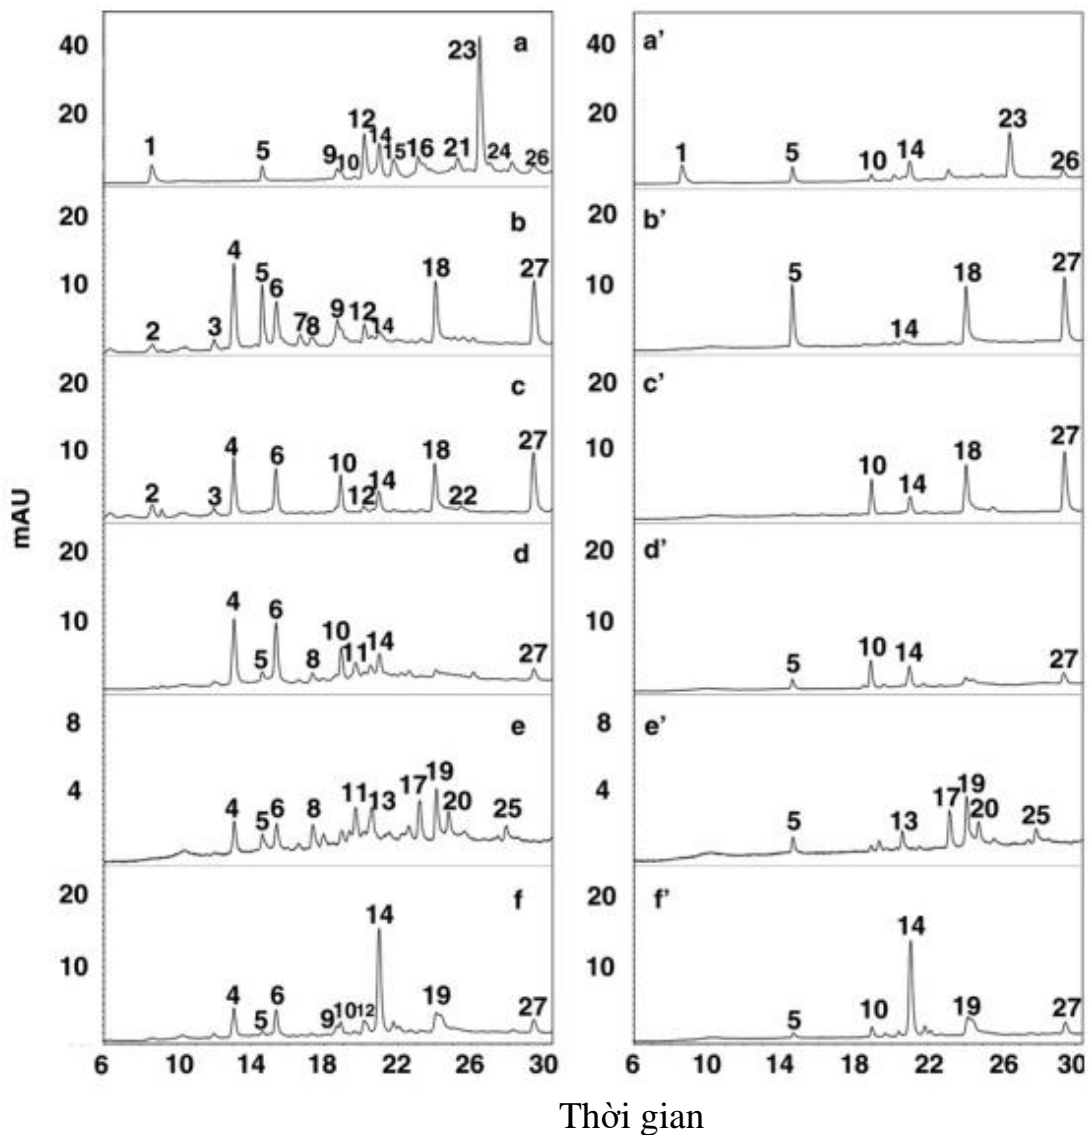 40 a 23 40 a'
20 1 5 9 10 12 14 15 16 21 24 26 20 1 5 10 14 23 26
20 b 20 b'
10 2 3 4 5 6 7 8 9 12 14 18 27 10 5 14 18 27
20 c 20 c'
10 2 3 4 6 10 12 14 18 22 27 10 10 14 18 27
20 d 20 d'
10 4 5 6 8 10 11 14 27 10 5 10 14 27
8 e 8 e'
4 4 5 6 8 11 13 17 19 20 25 4 5 13 17 19 20 25
20 f 20 f'
10 4 5 6 9 10 12 14 19 27 10 5 10 14 19 27
6 10 14 18 22 26 30 6 10 14 18 22 26 30
mAU
Thời gian